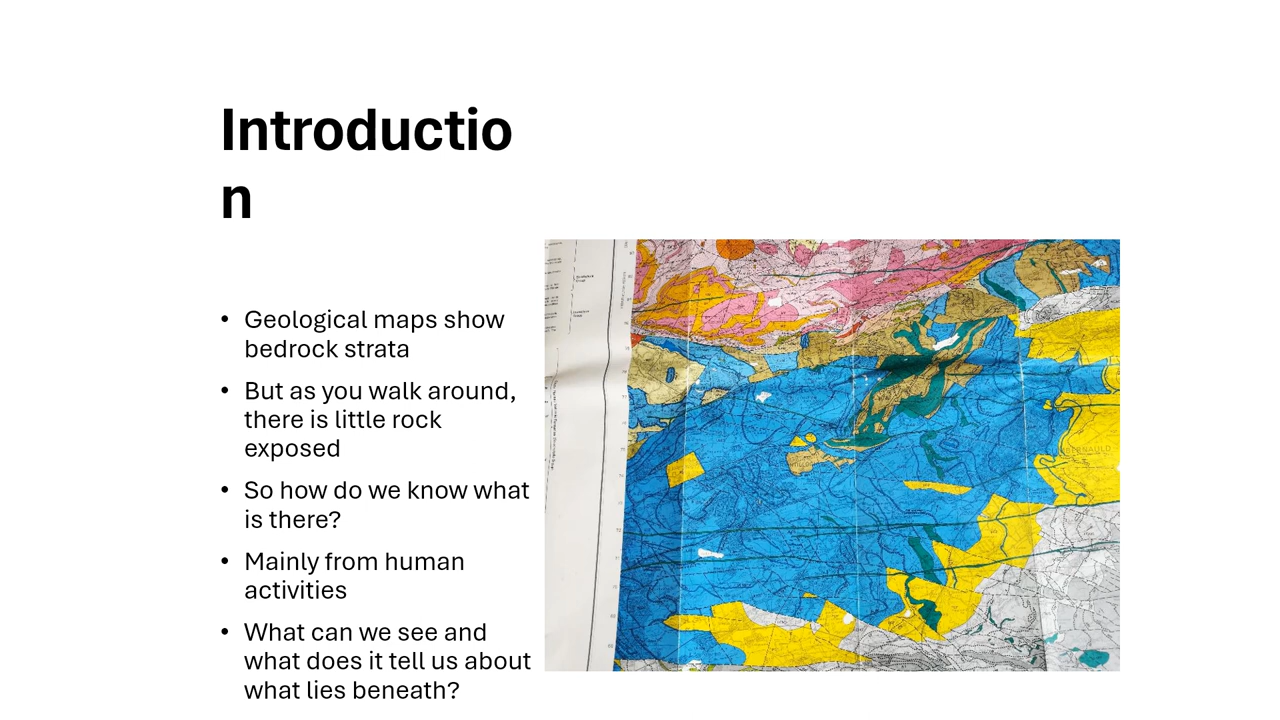 Introductio
n
• Geological maps show
bedrock strata
• But as you walk around,
there is little rock
exposed
• So how do we know what
is there?
• Mainly from human
activities
• What can we see and
what does it tell us about
what lies beneath?